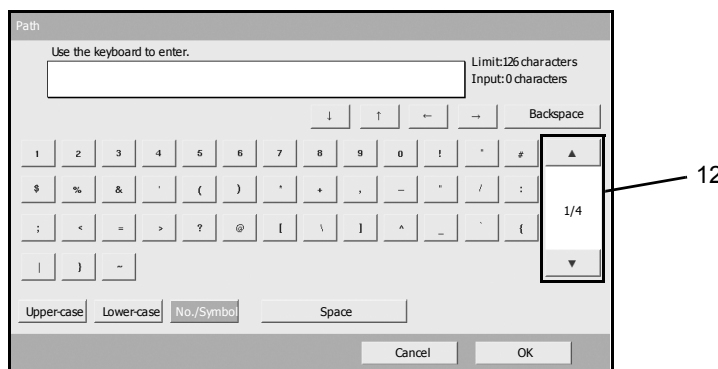 Path
Use the keyboard to enter.
Limit:126 characters
Input: 0 characters
↓ ↑ ← → Backspace
1 2 3 4 5 6 7 8 9 0 ! " # ▲
$ % & ' ( ) * + , – " / :
1/4
; < = > ? @ [ \ ] ^ _ ` {
| } ~ ▼
Upper-case Lower-case No./Symbol Space
Cancel OK
12